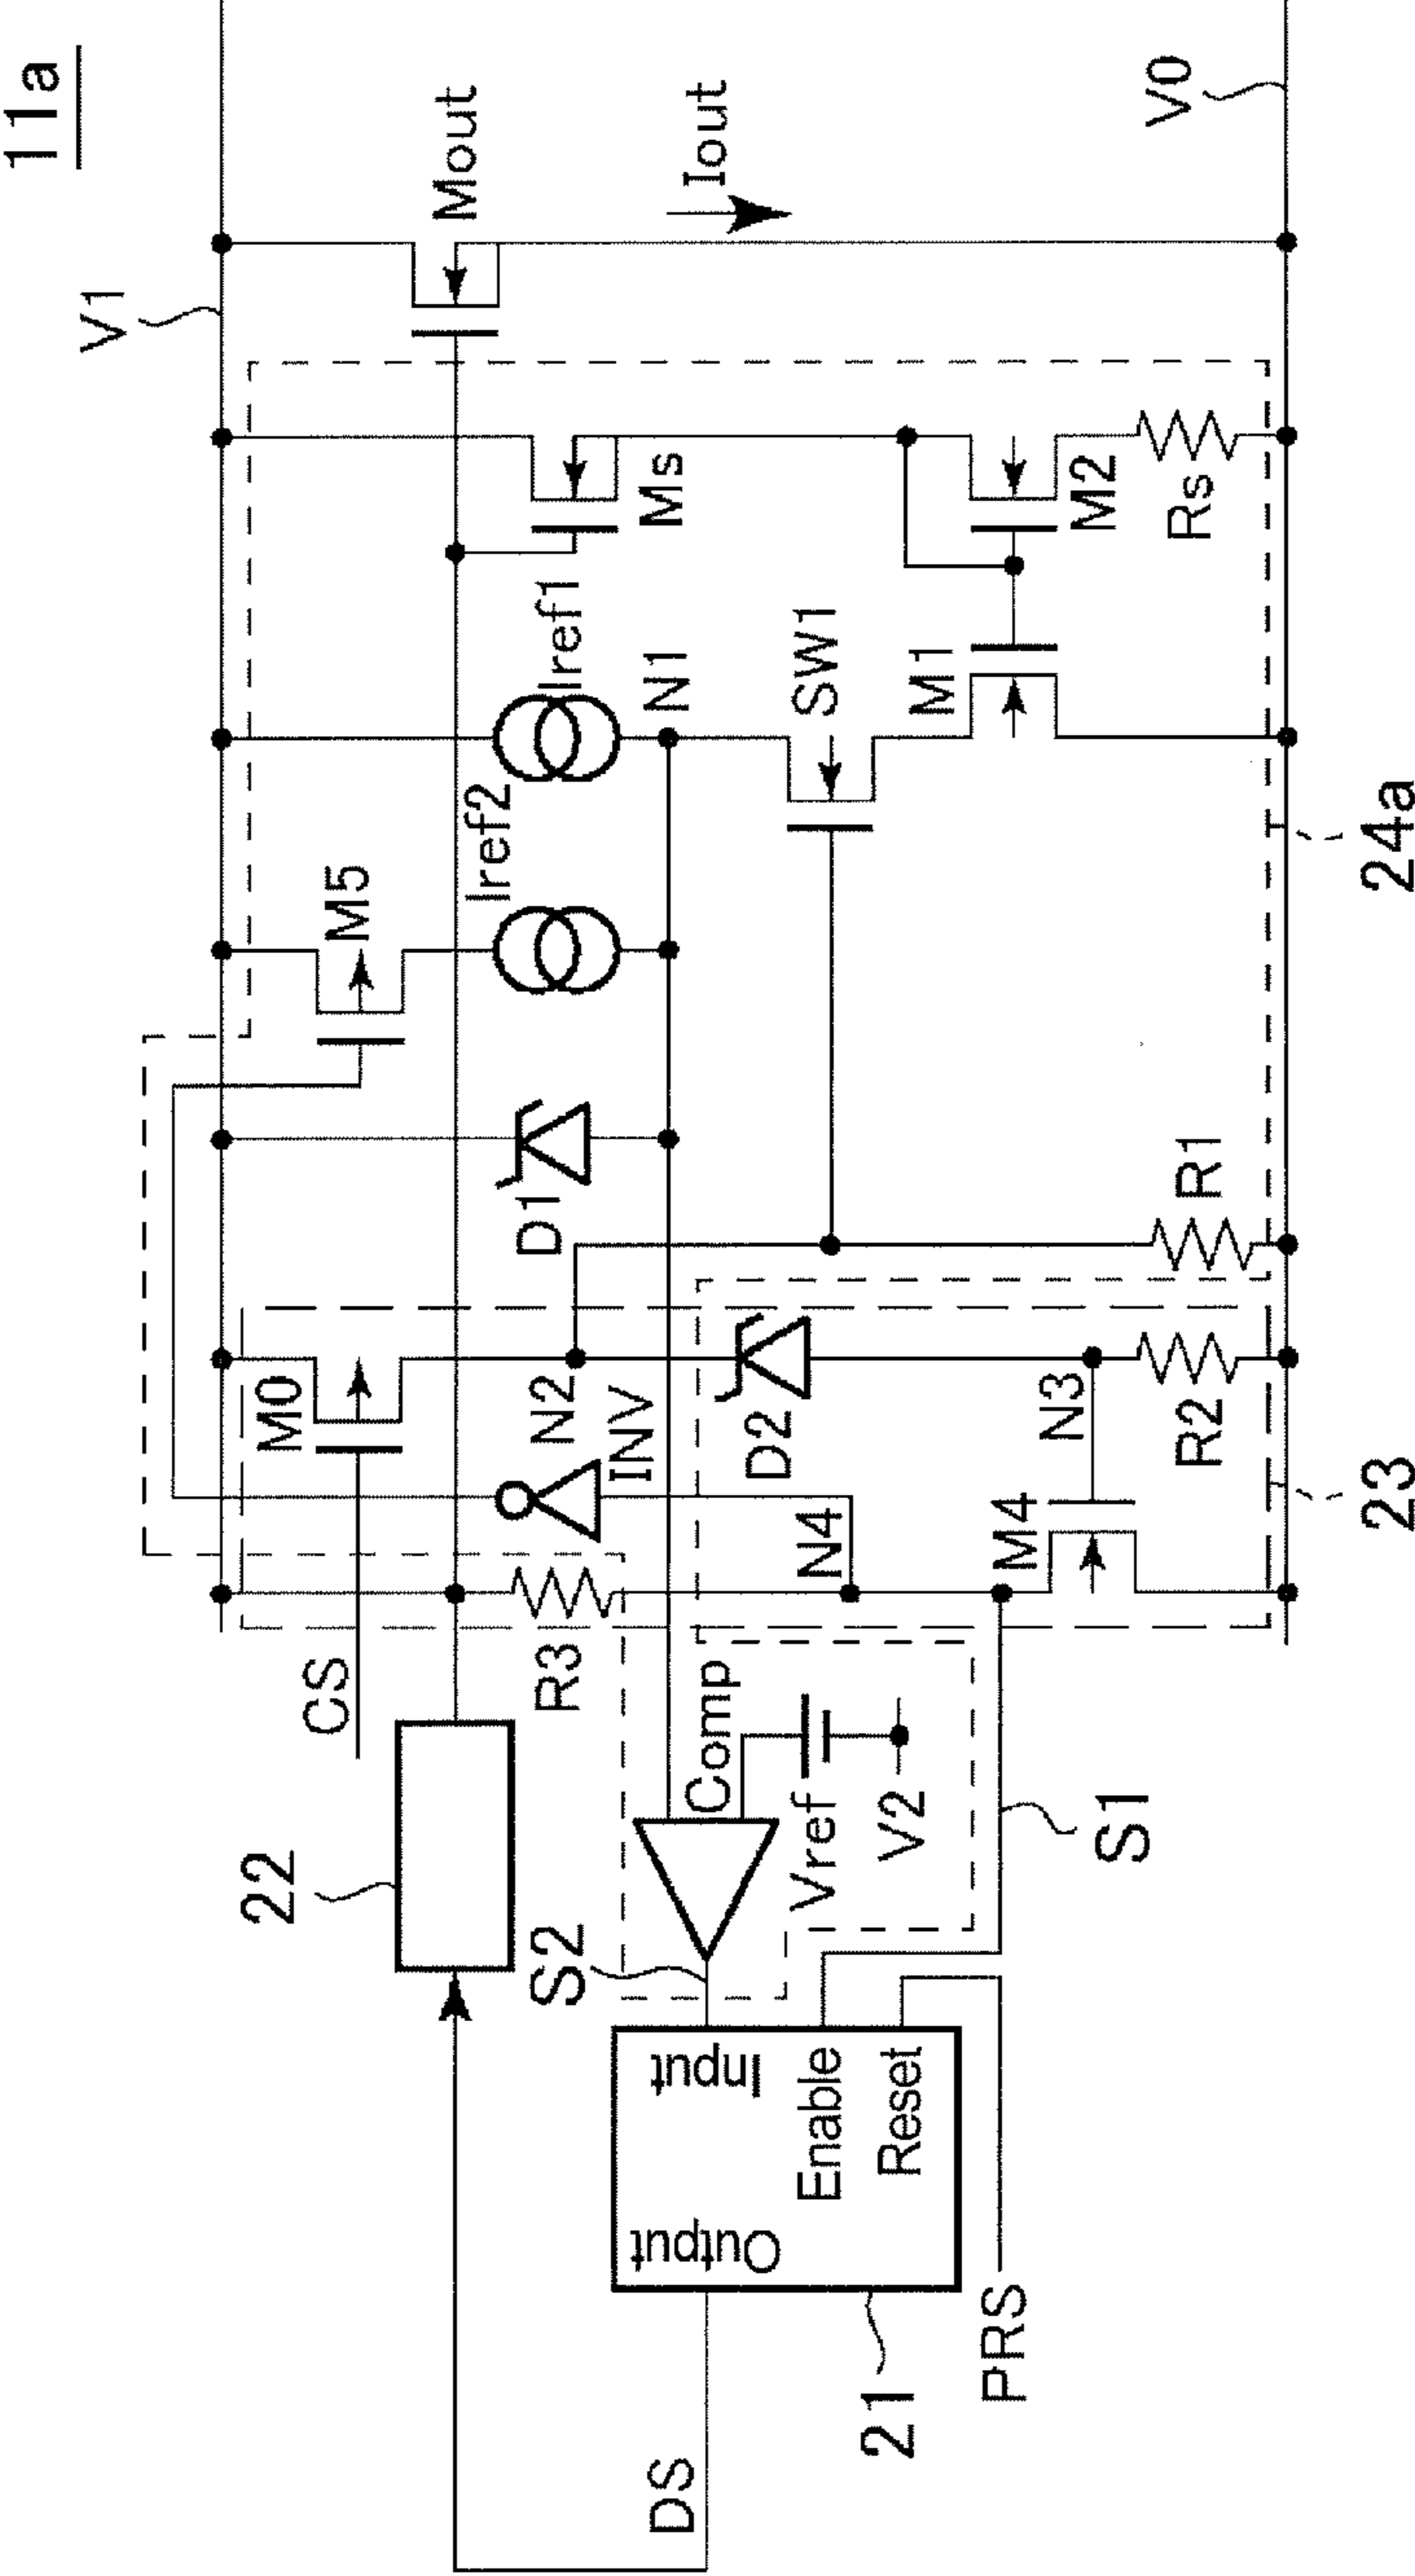 11a
V1
Mout
Iout
V0
Ms
M2
Rs
Iref1
N1
SW1
M1
24a
Iref2
M5
D1
R1
M0
N2
INV
D2
N3
R2
23
N4
M4
CS
R3
Comp
Vref
V2
S1
22
S2
Input
Enable
Reset
Output
21
PRS
DS